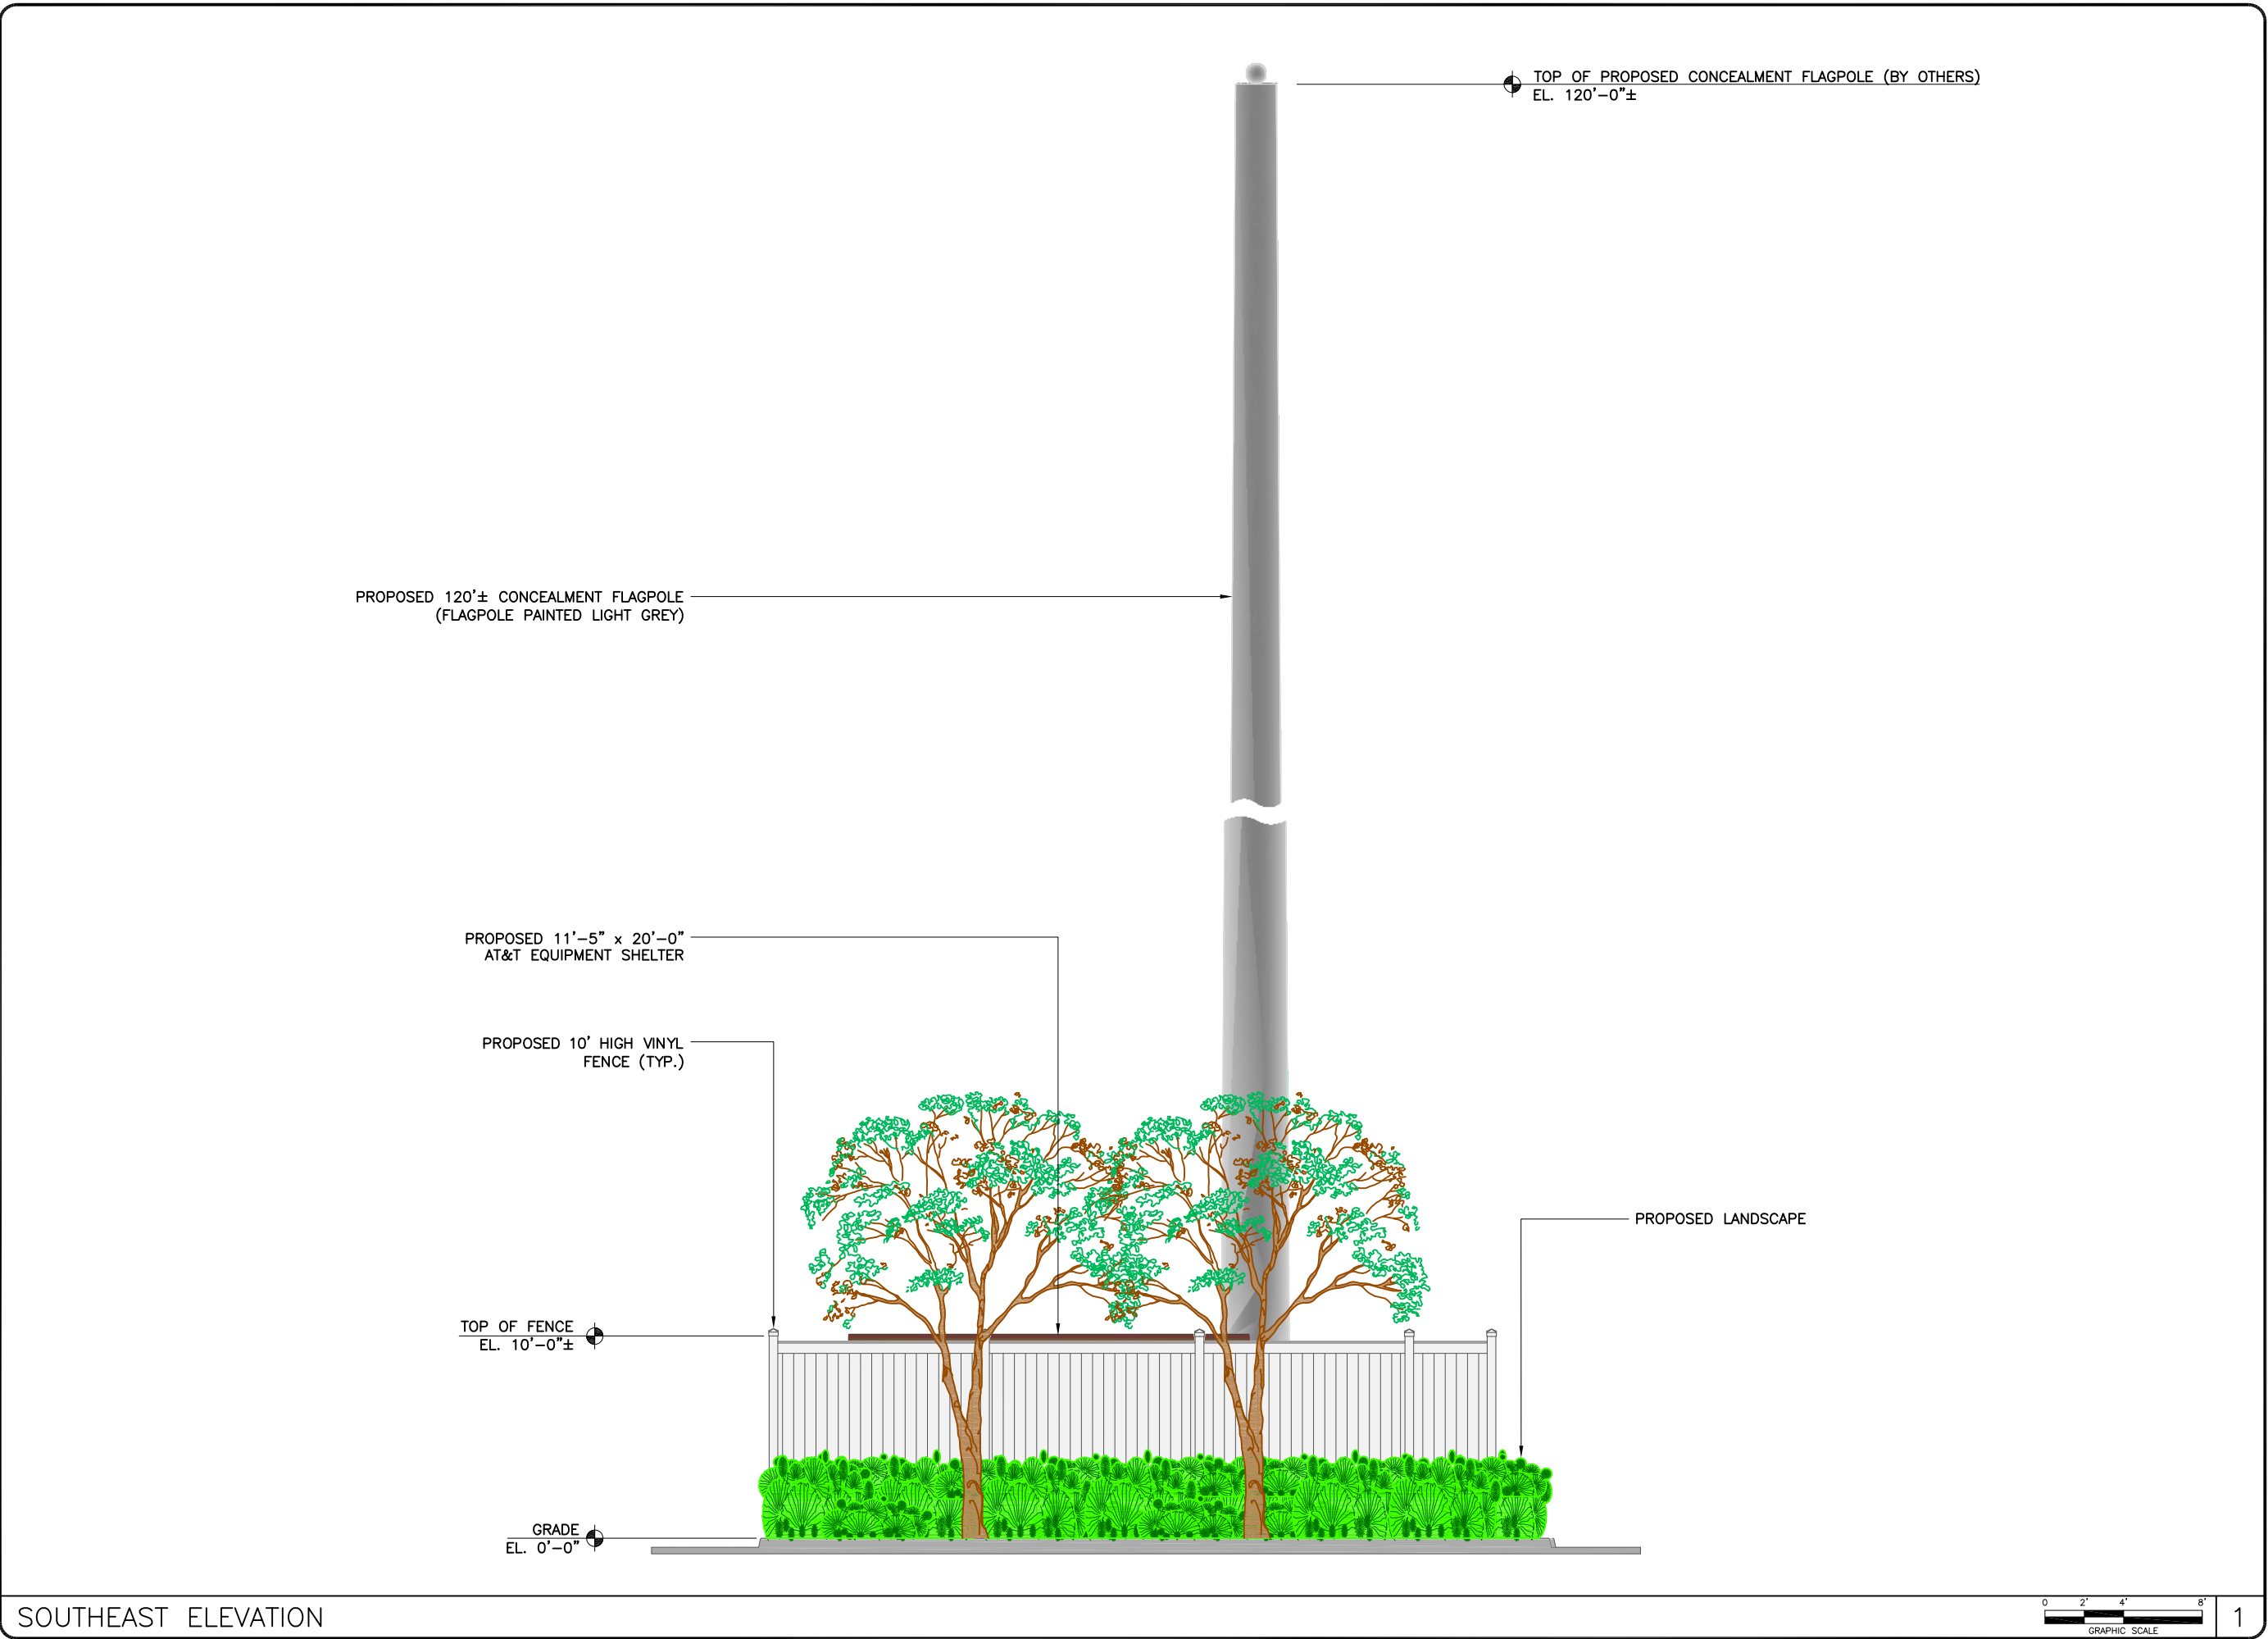 TOP OF PROPOSED CONCEALMENT FLAGPOLE (BY OTHERS)
EL. 120'-0"±
PROPOSED 120'± CONCEALMENT FLAGPOLE
(FLAGPOLE PAINTED LIGHT GREY)
PROPOSED 11'-5" x 20'-0"
AT&T EQUIPMENT SHELTER
PROPOSED 10' HIGH VINYL
FENCE (TYP.)
PROPOSED LANDSCAPE
TOP OF FENCE
EL. 10'-0"±
GRADE
EL. 0'-0"
SOUTHEAST ELEVATION
0 2' 4' 8'
GRAPHIC SCALE
1